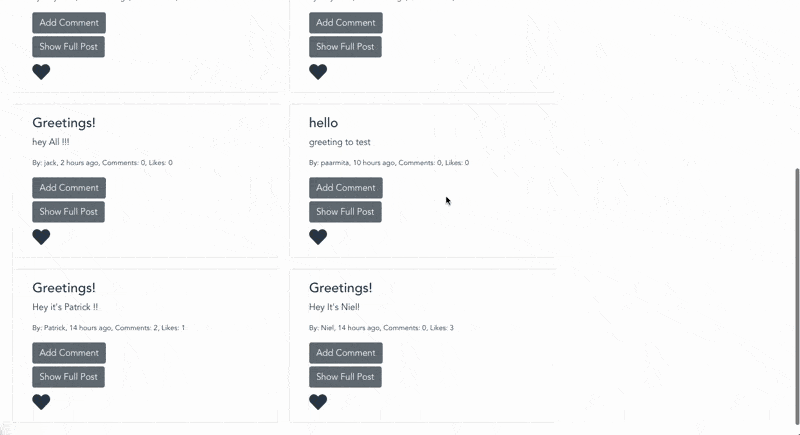 Add Comment
Show Full Post
Add Comment
Show Full Post
Greetings!
hey All !!!
By: jack, 2 hours ago, Comments: 0, Likes: 0
Add Comment
Show Full Post
hello
greeting to test
By: paarmita, 10 hours ago, Comments: 0, Likes: 0
Add Comment
Show Full Post
Greetings!
Hey it's Patrick !!
By: Patrick, 14 hours ago, Comments: 2, Likes: 1
Add Comment
Show Full Post
Greetings!
Hey It's Niel!
By: Niel, 14 hours ago, Comments: 0, Likes: 3
Add Comment
Show Full Post